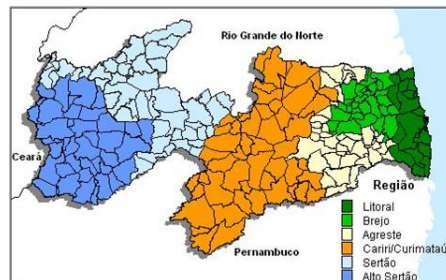 Rio Grande do Norte
Ceará
Pernambuco
Região
Litoral
Brejo
Agreste
Cariri/Curimataú
Sertão
Alto Sertão